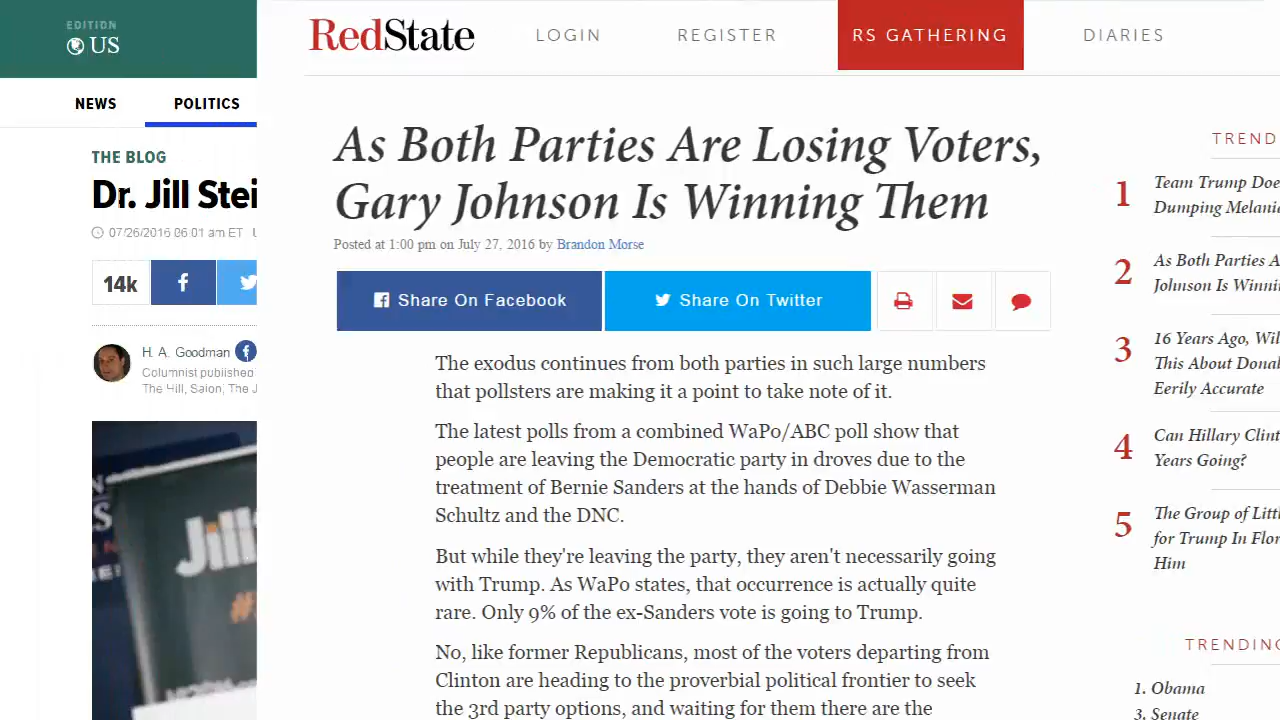 EDITION
US
NEWS POLITICS
THE BLOG
Dr. Jill Stei
07/26/2016 06:01 am ET
14k
H. A. Goodman
Columnist published
The Hill, Salon, The J
Jill
RedState
LOGIN REGISTER RS GATHERING DIARIES
As Both Parties Are Losing Voters,
Gary Johnson Is Winning Them
Posted at 1:00 pm on July 27, 2016 by Brandon Morse
Share On Facebook Share On Twitter
The exodus continues from both parties in such large numbers
that pollsters are making it a point to take note of it.
The latest polls from a combined WaPo/ABC poll show that
people are leaving the Democratic party in droves due to the
treatment of Bernie Sanders at the hands of Debbie Wasserman
Schultz and the DNC.
But while they're leaving the party, they aren't necessarily going
with Trump. As WaPo states, that occurrence is actually quite
rare. Only 9% of the ex-Sanders vote is going to Trump.
No, like former Republicans, most of the voters departing from
Clinton are heading to the proverbial political frontier to seek
the 3rd party options, and waiting for them there are the
TREND
1 Team Trump Doe
Dumping Melania
2 As Both Parties A
Johnson Is Winni
3 16 Years Ago, Wil
This About Donal
Eerily Accurate
4 Can Hillary Clint
Years Going?
5 The Group of Littl
for Trump In Flor
Him
TRENDING
1. Obama
3. Senate